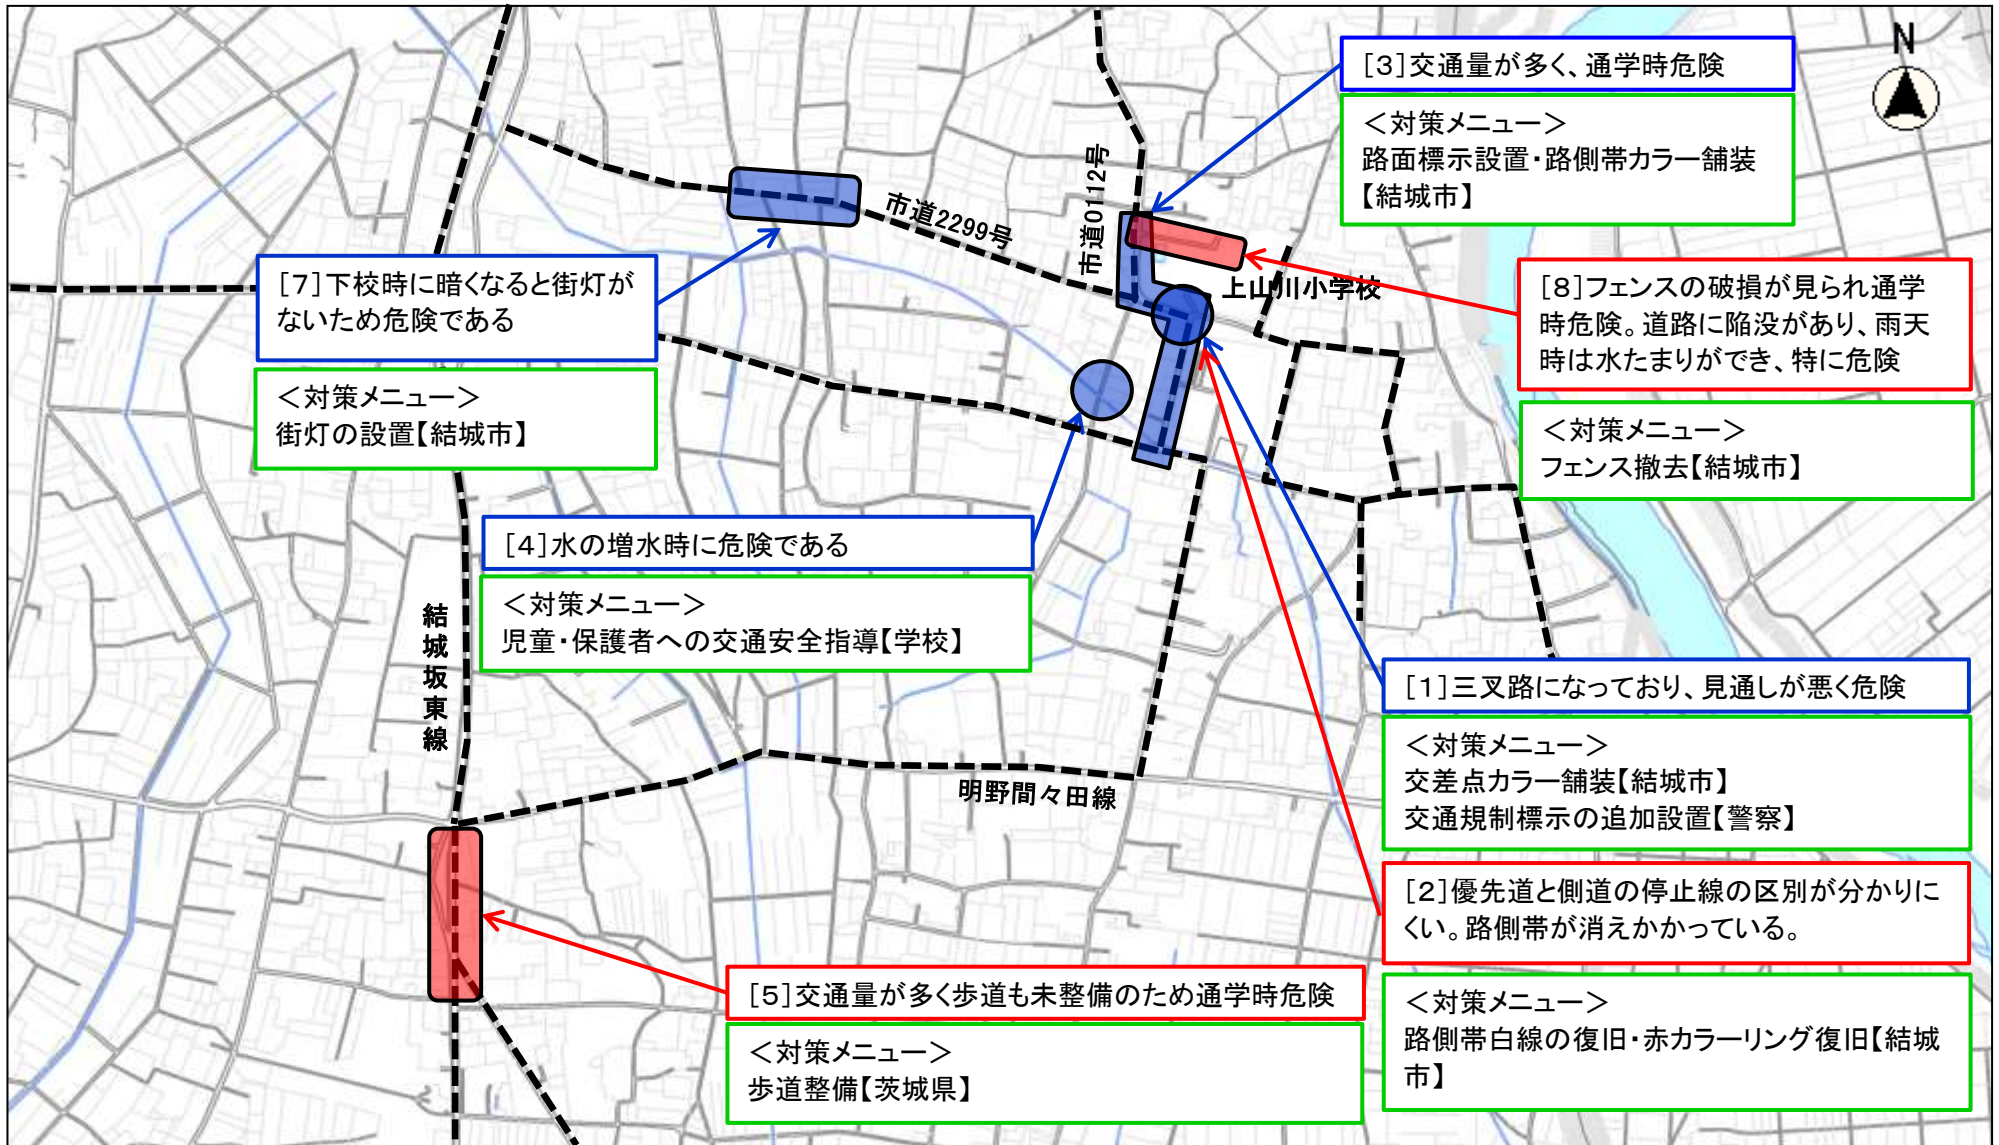 N
[3]交通量が多く、通学時危険
＜対策メニュー＞
路面標示設置・路側帯カラー舗装
【結城市】
市道0112号
市道2299号
上山川小学校
[7]下校時に暗くなると街灯が
ないため危険である
＜対策メニュー＞
街灯の設置【結城市】
[8]フェンスの破損が見られ通学
時危険。道路に陥没があり、雨天
時は水たまりができ、特に危険
＜対策メニュー＞
フェンス撤去【結城市】
[4]水の増水時に危険である
＜対策メニュー＞
児童・保護者への交通安全指導【学校】
結城坂東線
[1]三叉路になっており、見通しが悪く危険
＜対策メニュー＞
交差点カラー舗装【結城市】
交通規制標示の追加設置【警察】
明野間々田線
[2]優先道と側道の停止線の区別が分かりに
くい。路側帯が消えかかっている。
＜対策メニュー＞
路側帯白線の復旧・赤カラーリング復旧【結城
市】
[5]交通量が多く歩道も未整備のため通学時危険
＜対策メニュー＞
歩道整備【茨城県】